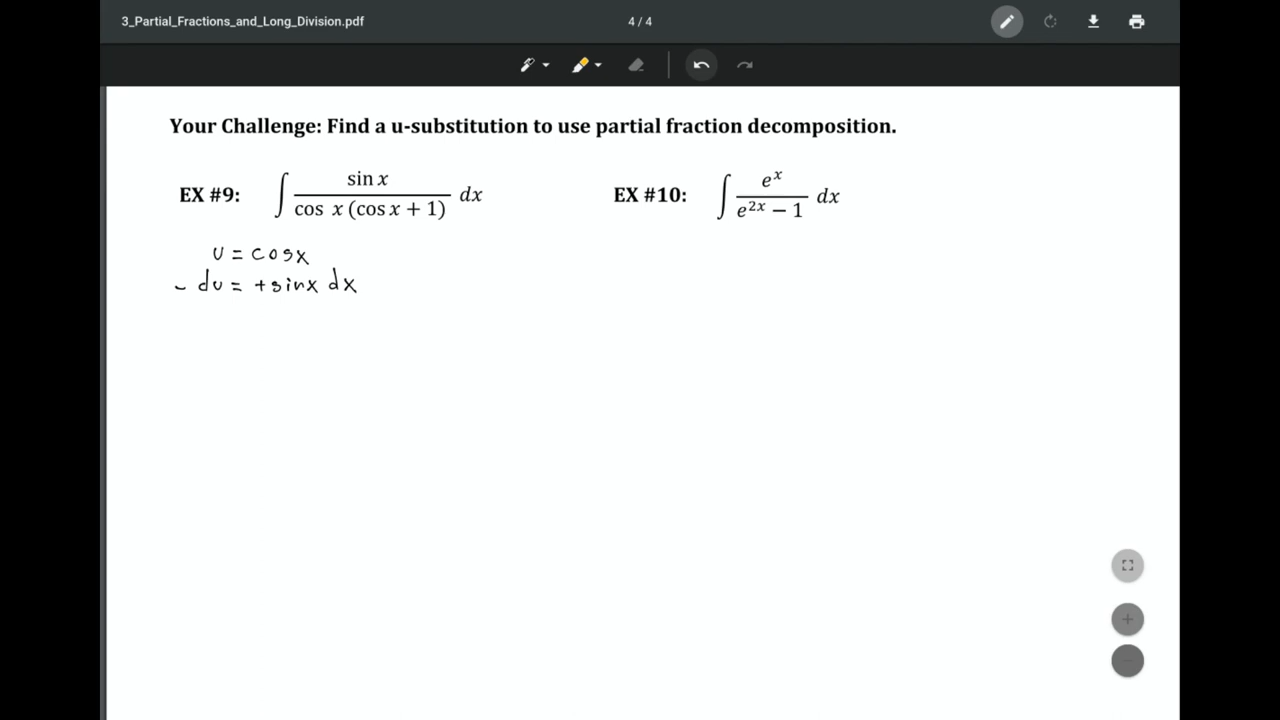 3_Partial_Fractions_and_Long_Division.pdf
4 / 4
Your Challenge: Find a u-substitution to use partial fraction decomposition.
EX #9: ∫ sin x / cos x (cos x + 1) dx
EX #10: ∫ e^x / e^2x − 1 dx
u = cosx
- du = +sinx dx